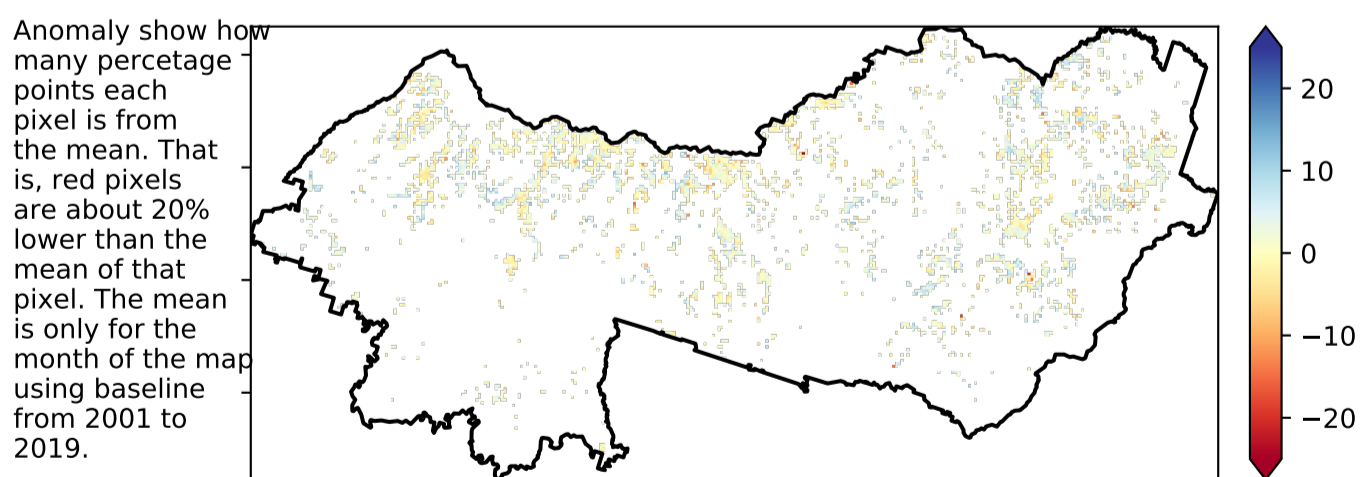 Anomaly show how
many percetage
points each
pixel is from
the mean. That
is, red pixels
are about 20%
lower than the
mean of that
pixel. The mean
is only for the
month of the map
using baseline
from 2001 to
2019.
20
10
0
−10
−20